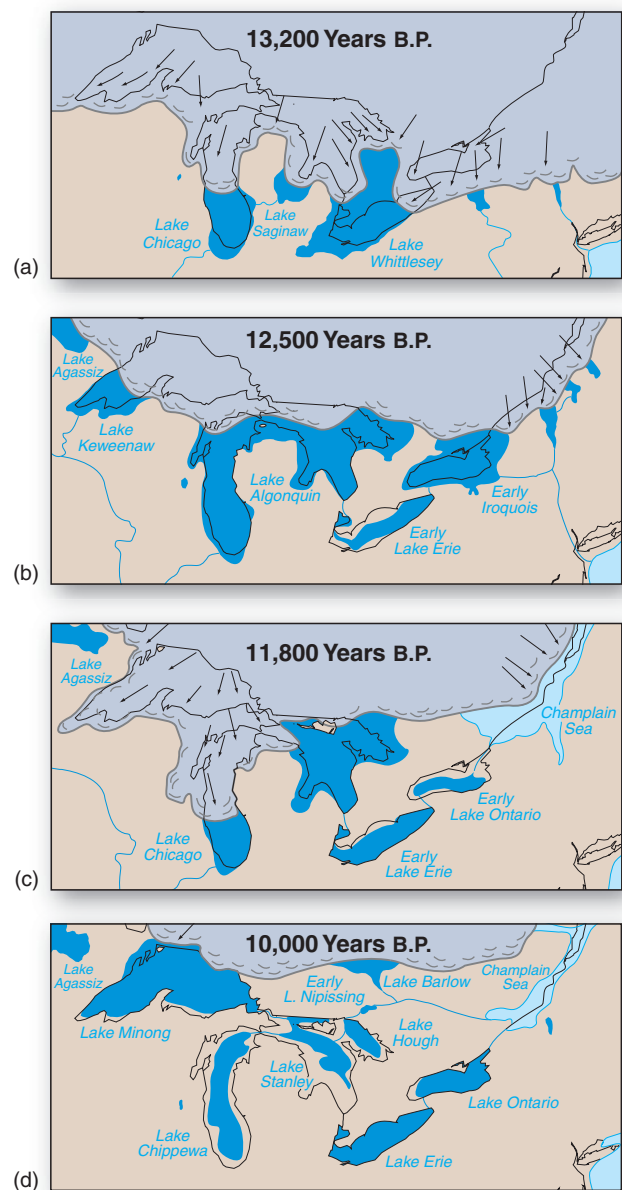 13,200 Years B.P.
Lake
Chicago
Lake
Saginaw
Lake
Whittlesey
(a)
12,500 Years B.P.
Lake
Agassiz
Lake
Keweenaw
Lake
Algonquin
Early
Iroquois
Early
Lake Erie
(b)
11,800 Years B.P.
Lake
Agassiz
Champlain
Sea
Early
Lake Ontario
Lake
Chicago
Early
Lake Erie
(c)
10,000 Years B.P.
Lake
Agassiz
Early
L. Nipissing
Lake Barlow
Champlain
Sea
Lake Minong
Lake
Hough
Lake
Stanley
Lake Ontario
Lake
Chippewa
Lake Erie
(d)